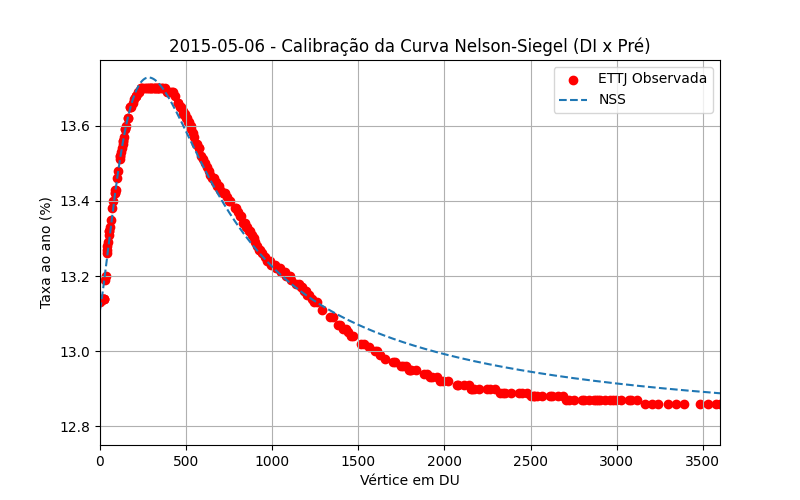 2015-05-06 - Calibração da Curva Nelson-Siegel (DI x Pré)
ETTJ Observada
NSS
Taxa ao ano (%)
13.6
13.4
13.2
13.0
12.8
0 500 1000 1500 2000 2500 3000 3500
Vértice em DU